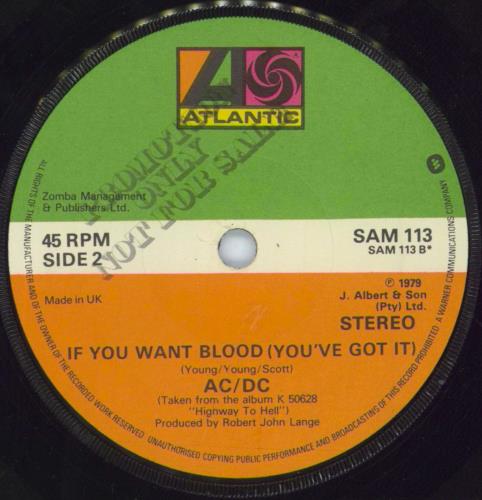 ATLANTIC
PROMOTION
ONLY
NOT FOR SALE
Zomba Management
& Publishers Ltd.
45 RPM
SIDE 2
SAM 113
SAM 113 B*
Made in UK
℗ 1979
J. Albert & Son
(Pty) Ltd.
STEREO
IF YOU WANT BLOOD (YOU'VE GOT IT)
(Young/Young/Scott)
AC/DC
(Taken from the album K 50628
"Highway To Hell")
Produced by Robert John Lange
ALL RIGHTS OF THE MANUFACTURER AND OF THE OWNER OF THE RECORDED WORK RESERVED UNAUTHORISED COPYING PUBLIC PERFORMANCE AND BROADCASTING OF THIS RECORD PROHIBITED A WARNER COMMUNICATIONS COMPANY